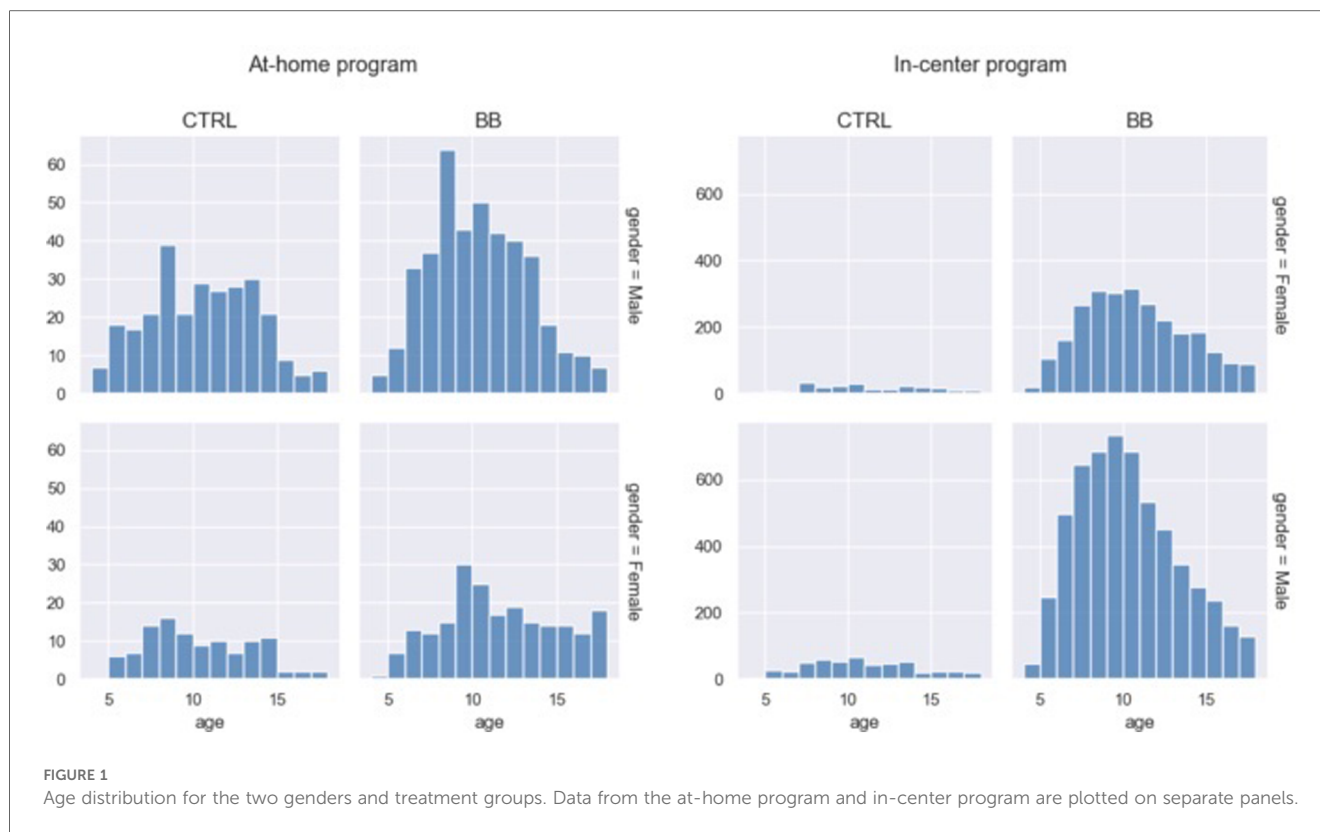 At-home program
In-center program
CTRL
BB
CTRL
BB
60
50
40
30
20
10
0
gender = Male
600
400
200
0
gender = Female
60
50
40
30
20
10
0
gender = Female
600
400
200
0
gender = Male
5 10 15
5 10 15
5 10 15
5 10 15
age
age
age
age
FIGURE 1
Age distribution for the two genders and treatment groups. Data from the at-home program and in-center program are plotted on separate panels.